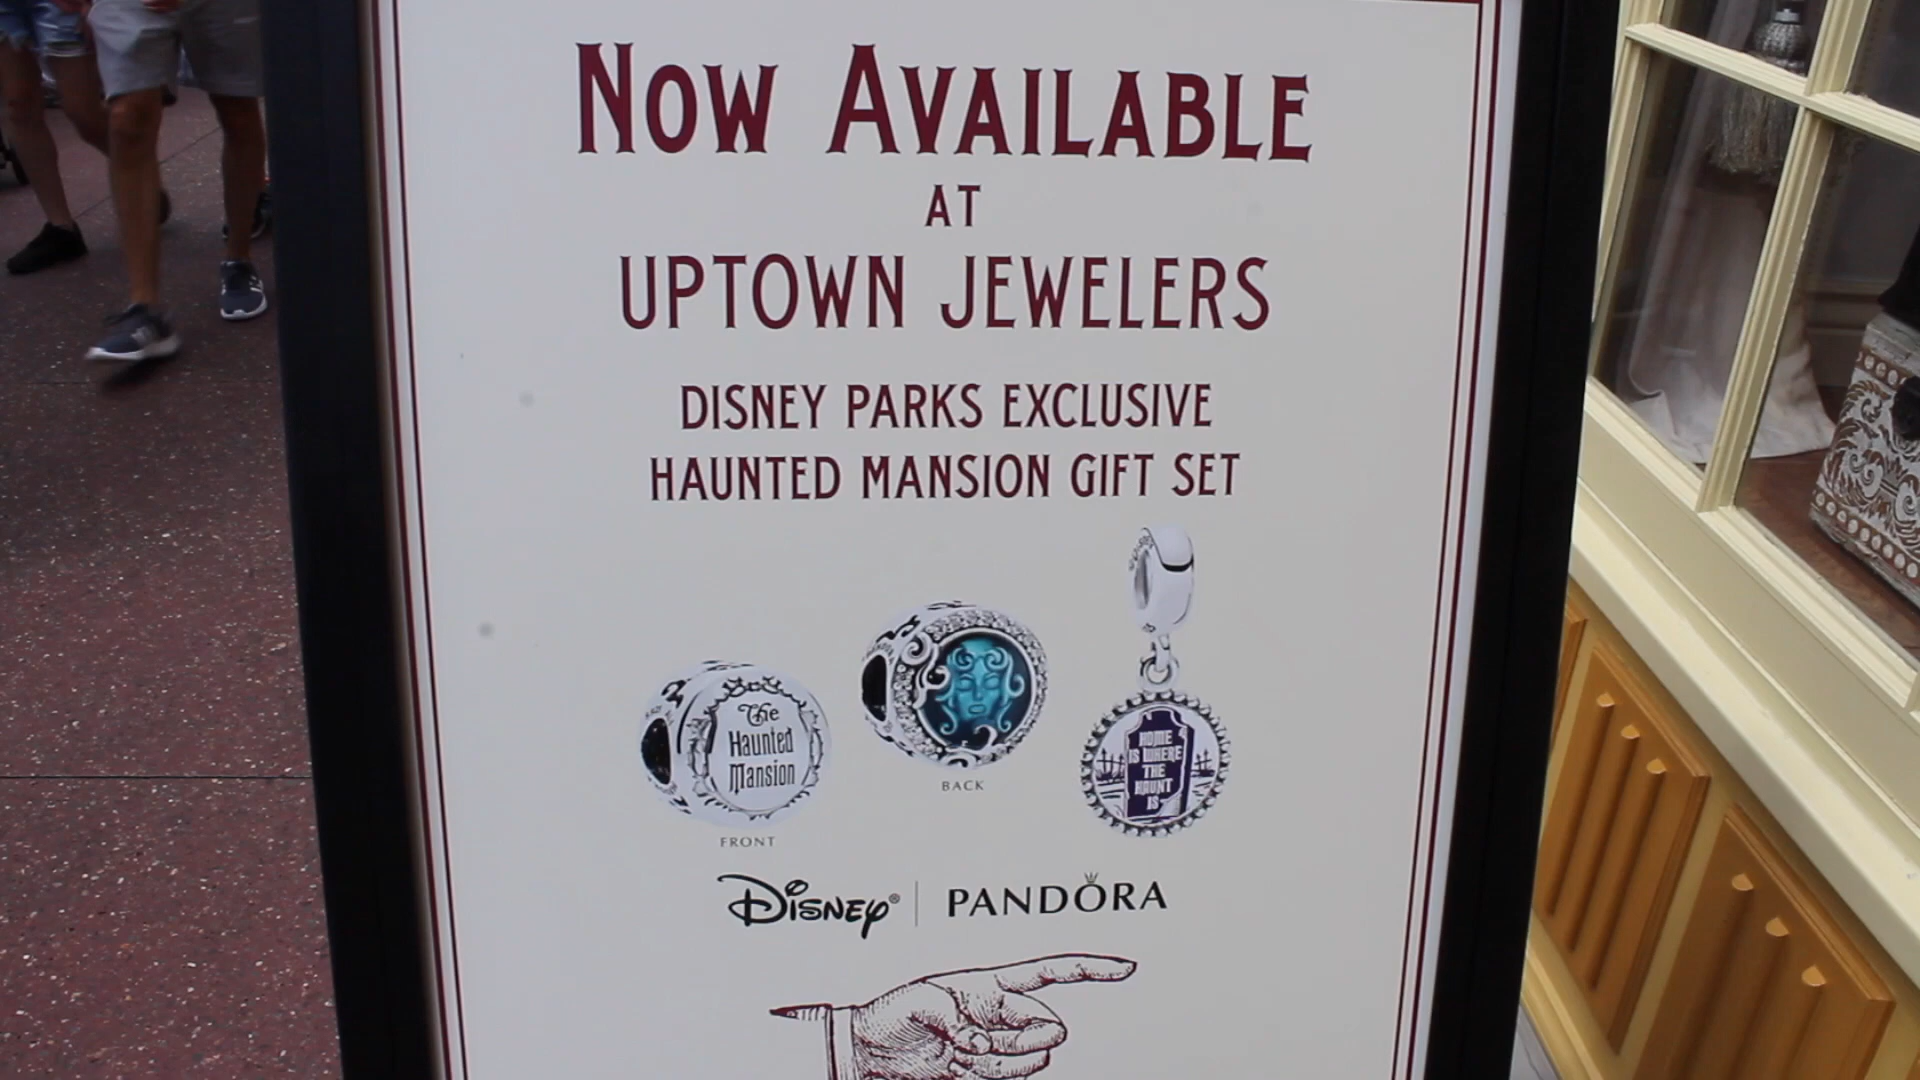 NOW AVAILABLE
AT
UPTOWN JEWELERS
DISNEY PARKS EXCLUSIVE
HAUNTED MANSION GIFT SET
The
Haunted
Mansion
FRONT
BACK
HOME
IS WHERE
THE
HAUNT
IS
Disney® | PANDORA